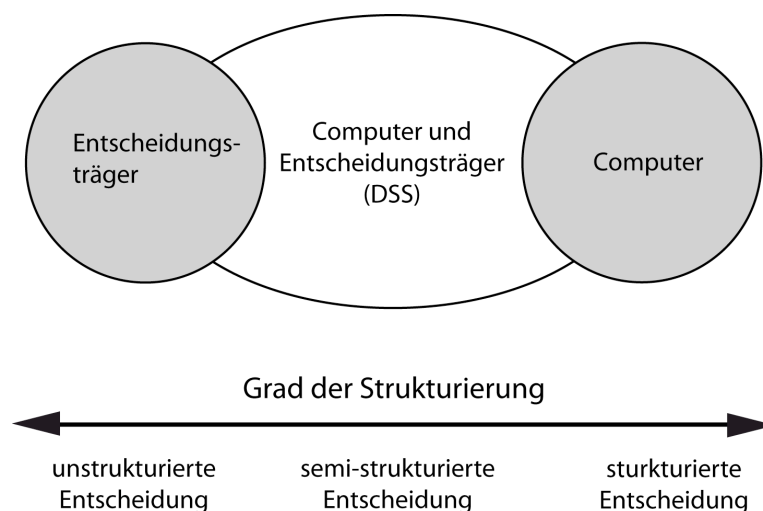 Entscheidungs-
träger
Computer und
Entscheidungsträger
(DSS)
Computer
Grad der Strukturierung
unstrukturierte
Entscheidung
semi-strukturierte
Entscheidung
sturkturierte
Entscheidung